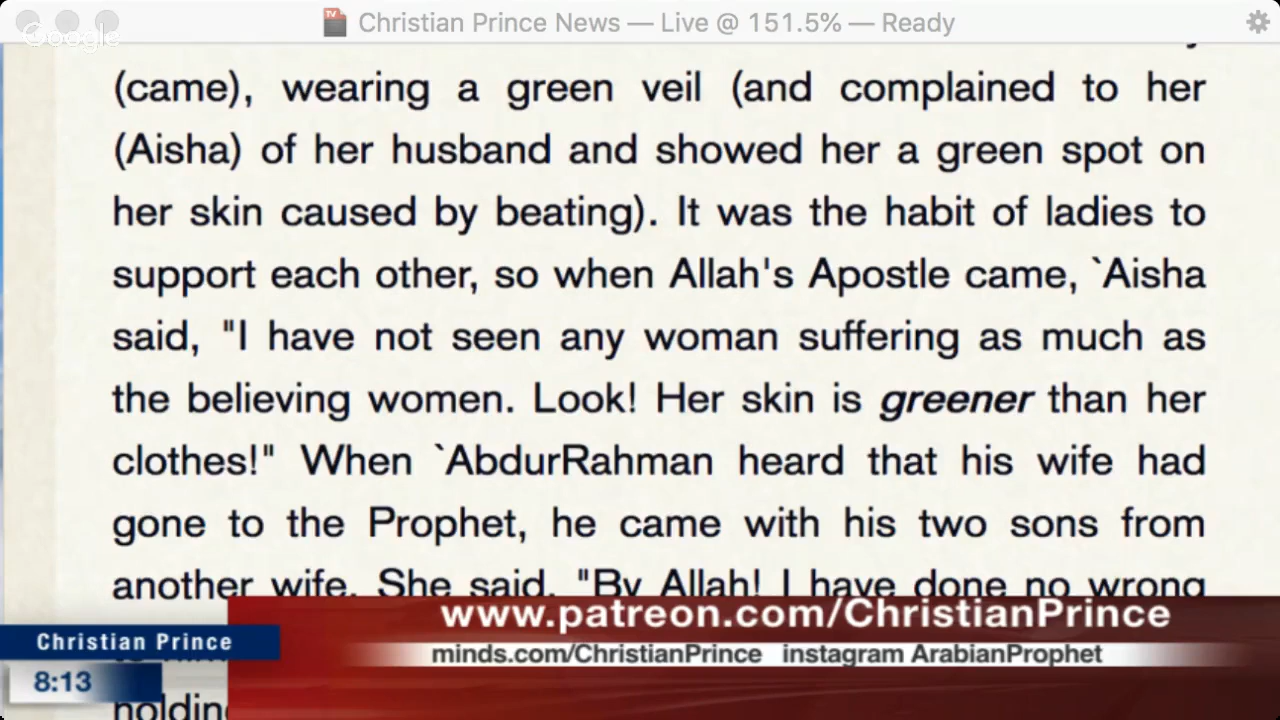 Christian Prince News — Live @ 151.5% — Ready
Google
(came), wearing a green veil (and complained to her
(Aisha) of her husband and showed her a green spot on
her skin caused by beating). It was the habit of ladies to
support each other, so when Allah's Apostle came, `Aisha
said, "I have not seen any woman suffering as much as
the believing women. Look! Her skin is greener than her
clothes!" When `AbdurRahman heard that his wife had
gone to the Prophet, he came with his two sons from
another wife. She said, "By Allah! I have done no wrong
www.patreon.com/ChristianPrince
Christian Prince
minds.com/ChristianPrince instagram ArabianProphet
8:13